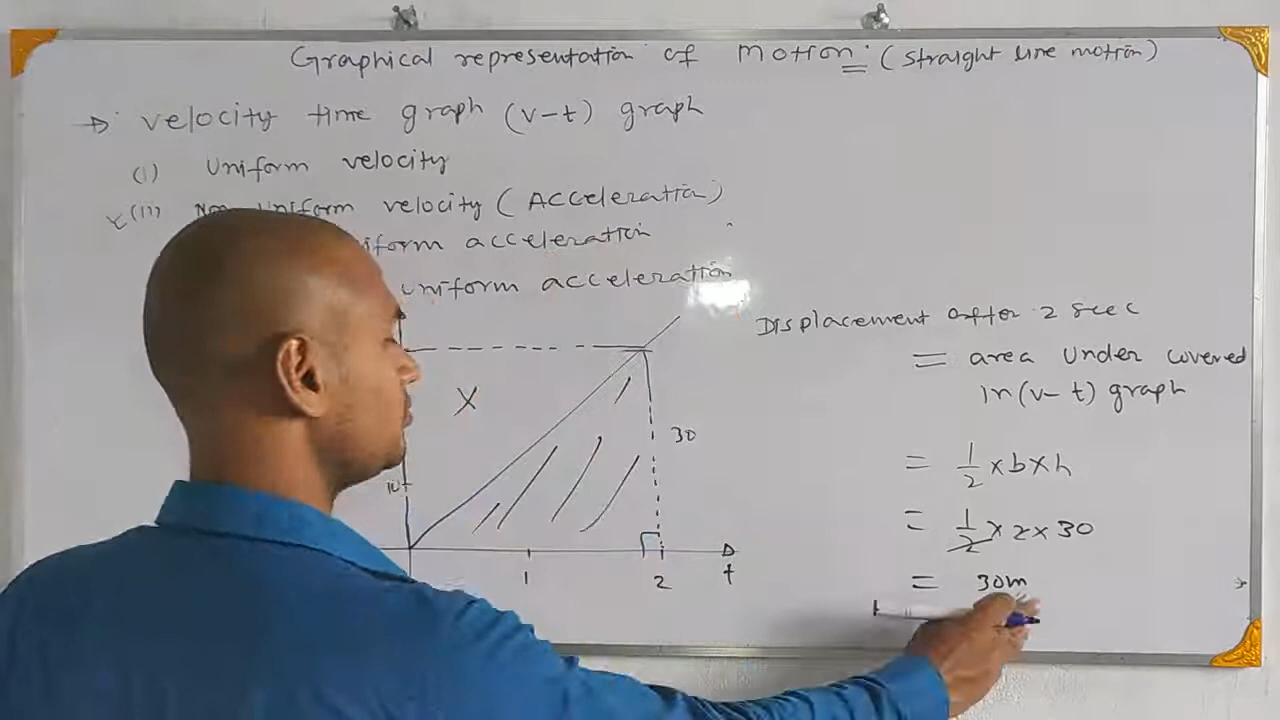 Graphical representation of motion: (straight line motion)
→ velocity time graph (v-t) graph
(i) Uniform velocity
(ii) Non uniform velocity (Acceleration)
iform acceleration
uniform acceleration
Displacement after 2 sec
= area under covered
in (v-t) graph
X
30
= 1/2 × b × h
10
= 1/2 × 2 × 30
1
2
t
= 30m